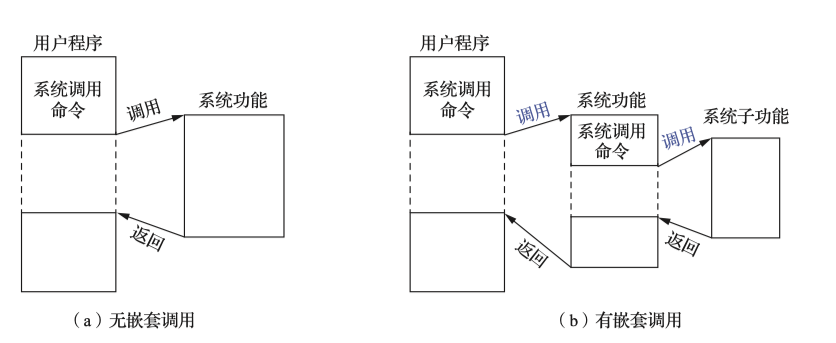 用户程序
系统调用
命令
调用
系统功能
返回
（a）无嵌套调用
用户程序
系统调用
命令
调用
系统功能
系统调用
命令
调用
系统子功能
返回
返回
（b）有嵌套调用